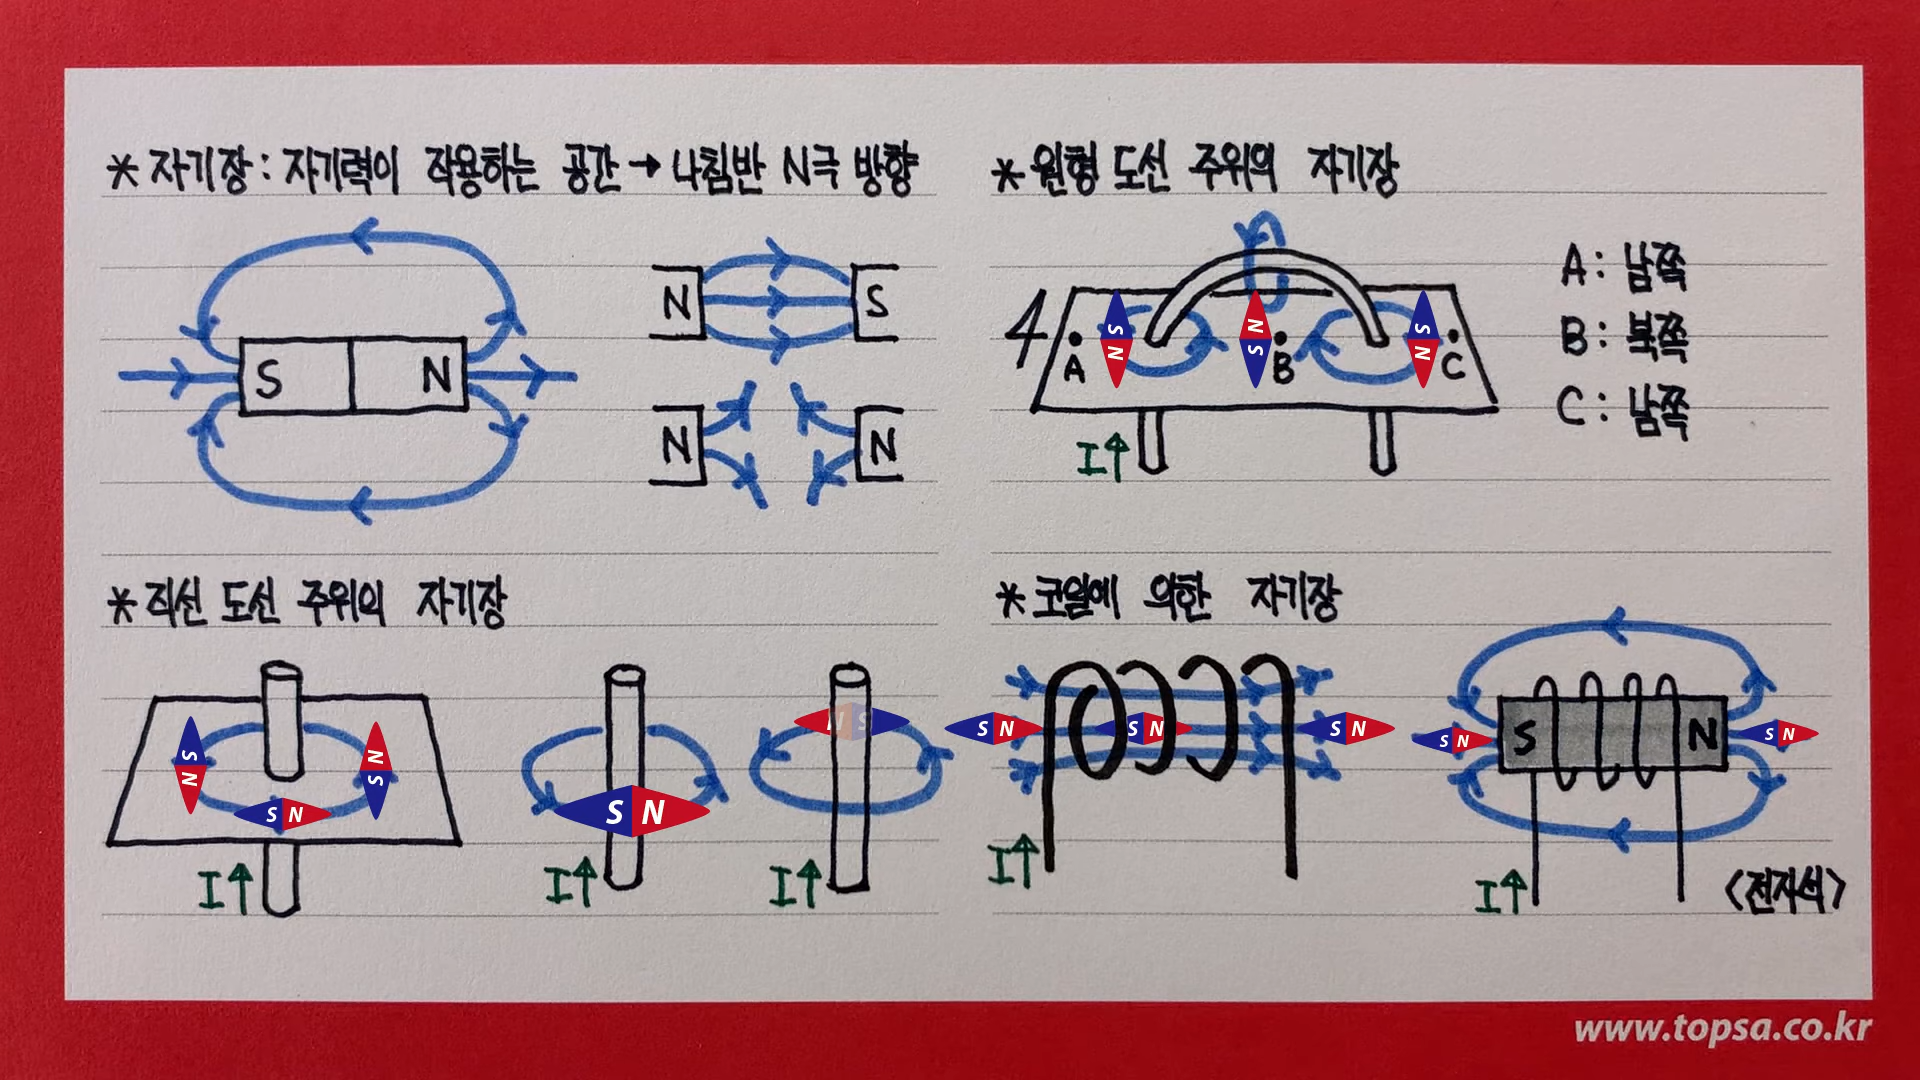 * 자기장 : 자기력이 작용하는 공간 → 나침반 N극 방향
S N
N S
N N
* 원형 도선 주위의 자기장
4
S N
N S
S N
A B C
I↑
A : 남쪽
B : 북쪽
C : 남쪽
* 직선 도선 주위의 자기장
S N
S N
N S
I↑
S N
I↑
N S
I↑
* 코일에 의한 자기장
S N
S N
S N
I↑
S N
S N
S N
I↑
<전자석>
www.topsa.co.kr